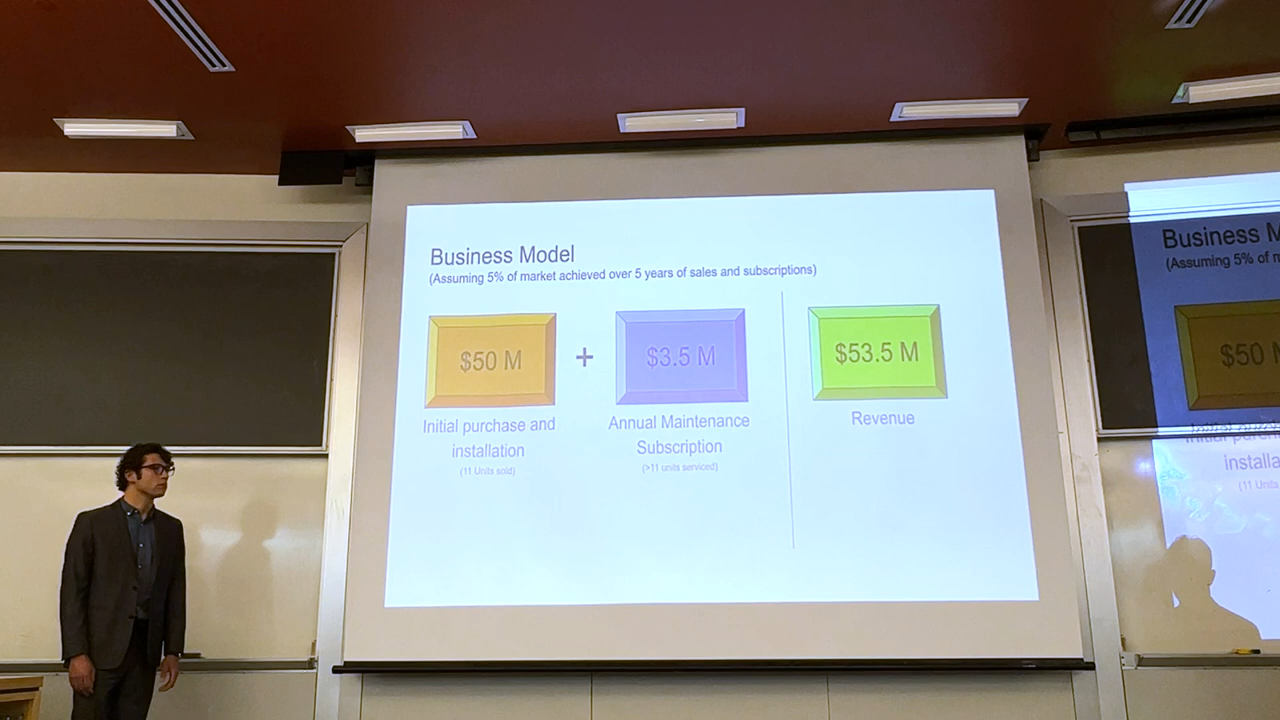 Business Model
(Assuming 5% of market achieved over 5 years of sales and subscriptions)
$50 M
+
$3.5 M
$53.5 M
Initial purchase and
installation
(11 Units sold)
Annual Maintenance
Subscription
(>11 units serviced)
Revenue
Business M
(Assuming 5% of m
$50 M
Initial purch
installa
(11 Units